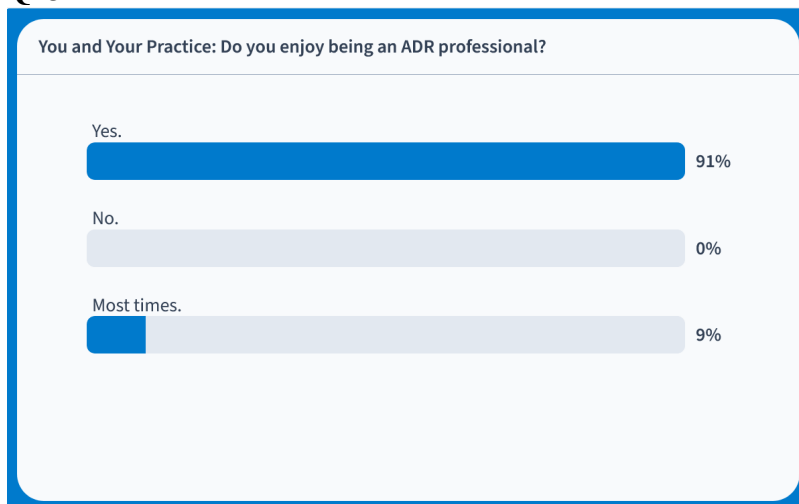 You and Your Practice: Do you enjoy being an ADR professional?
Yes.
91%
No.
0%
Most times.
9%